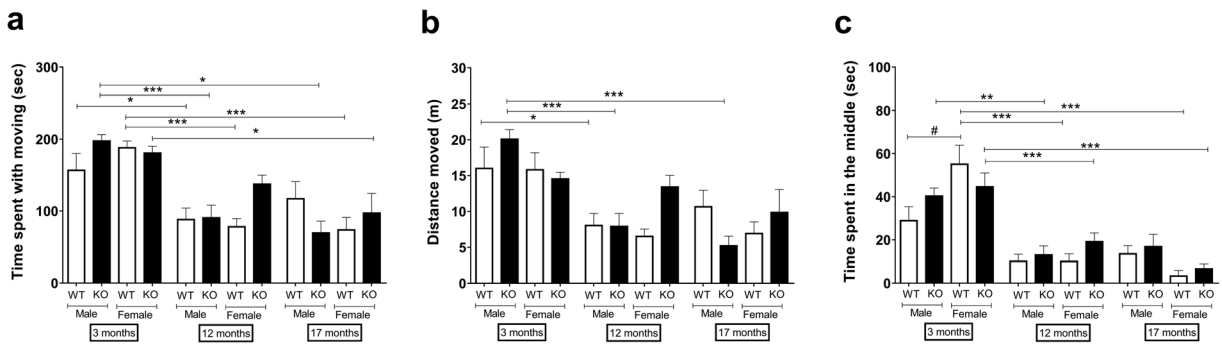 a
Time spent with moving (sec)
300
200
100
0
*
***
*
***
***
*
WT KO WT KO WT KO WT KO WT KO WT KO
Male Female Male Female Male Female
3 months 12 months 17 months
b
Distance moved (m)
30
25
20
15
10
5
0
***
***
*
WT KO WT KO WT KO WT KO WT KO WT KO
Male Female Male Female Male Female
3 months 12 months 17 months
c
Time spent in the middle (sec)
100
80
60
40
20
0
**
***
***
#
***
***
WT KO WT KO WT KO WT KO WT KO WT KO
Male Female Male Female Male Female
3 months 12 months 17 months